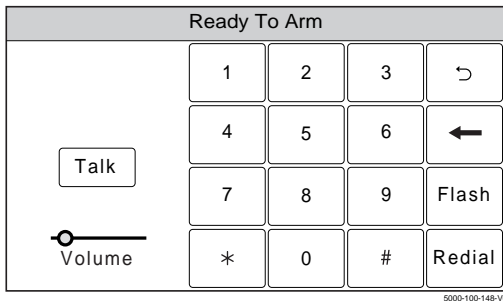 Ready To Arm
1 2 3
4 5 6
Talk
7 8 9 Flash
Volume
* 0 # Redial
5000-100-148-V